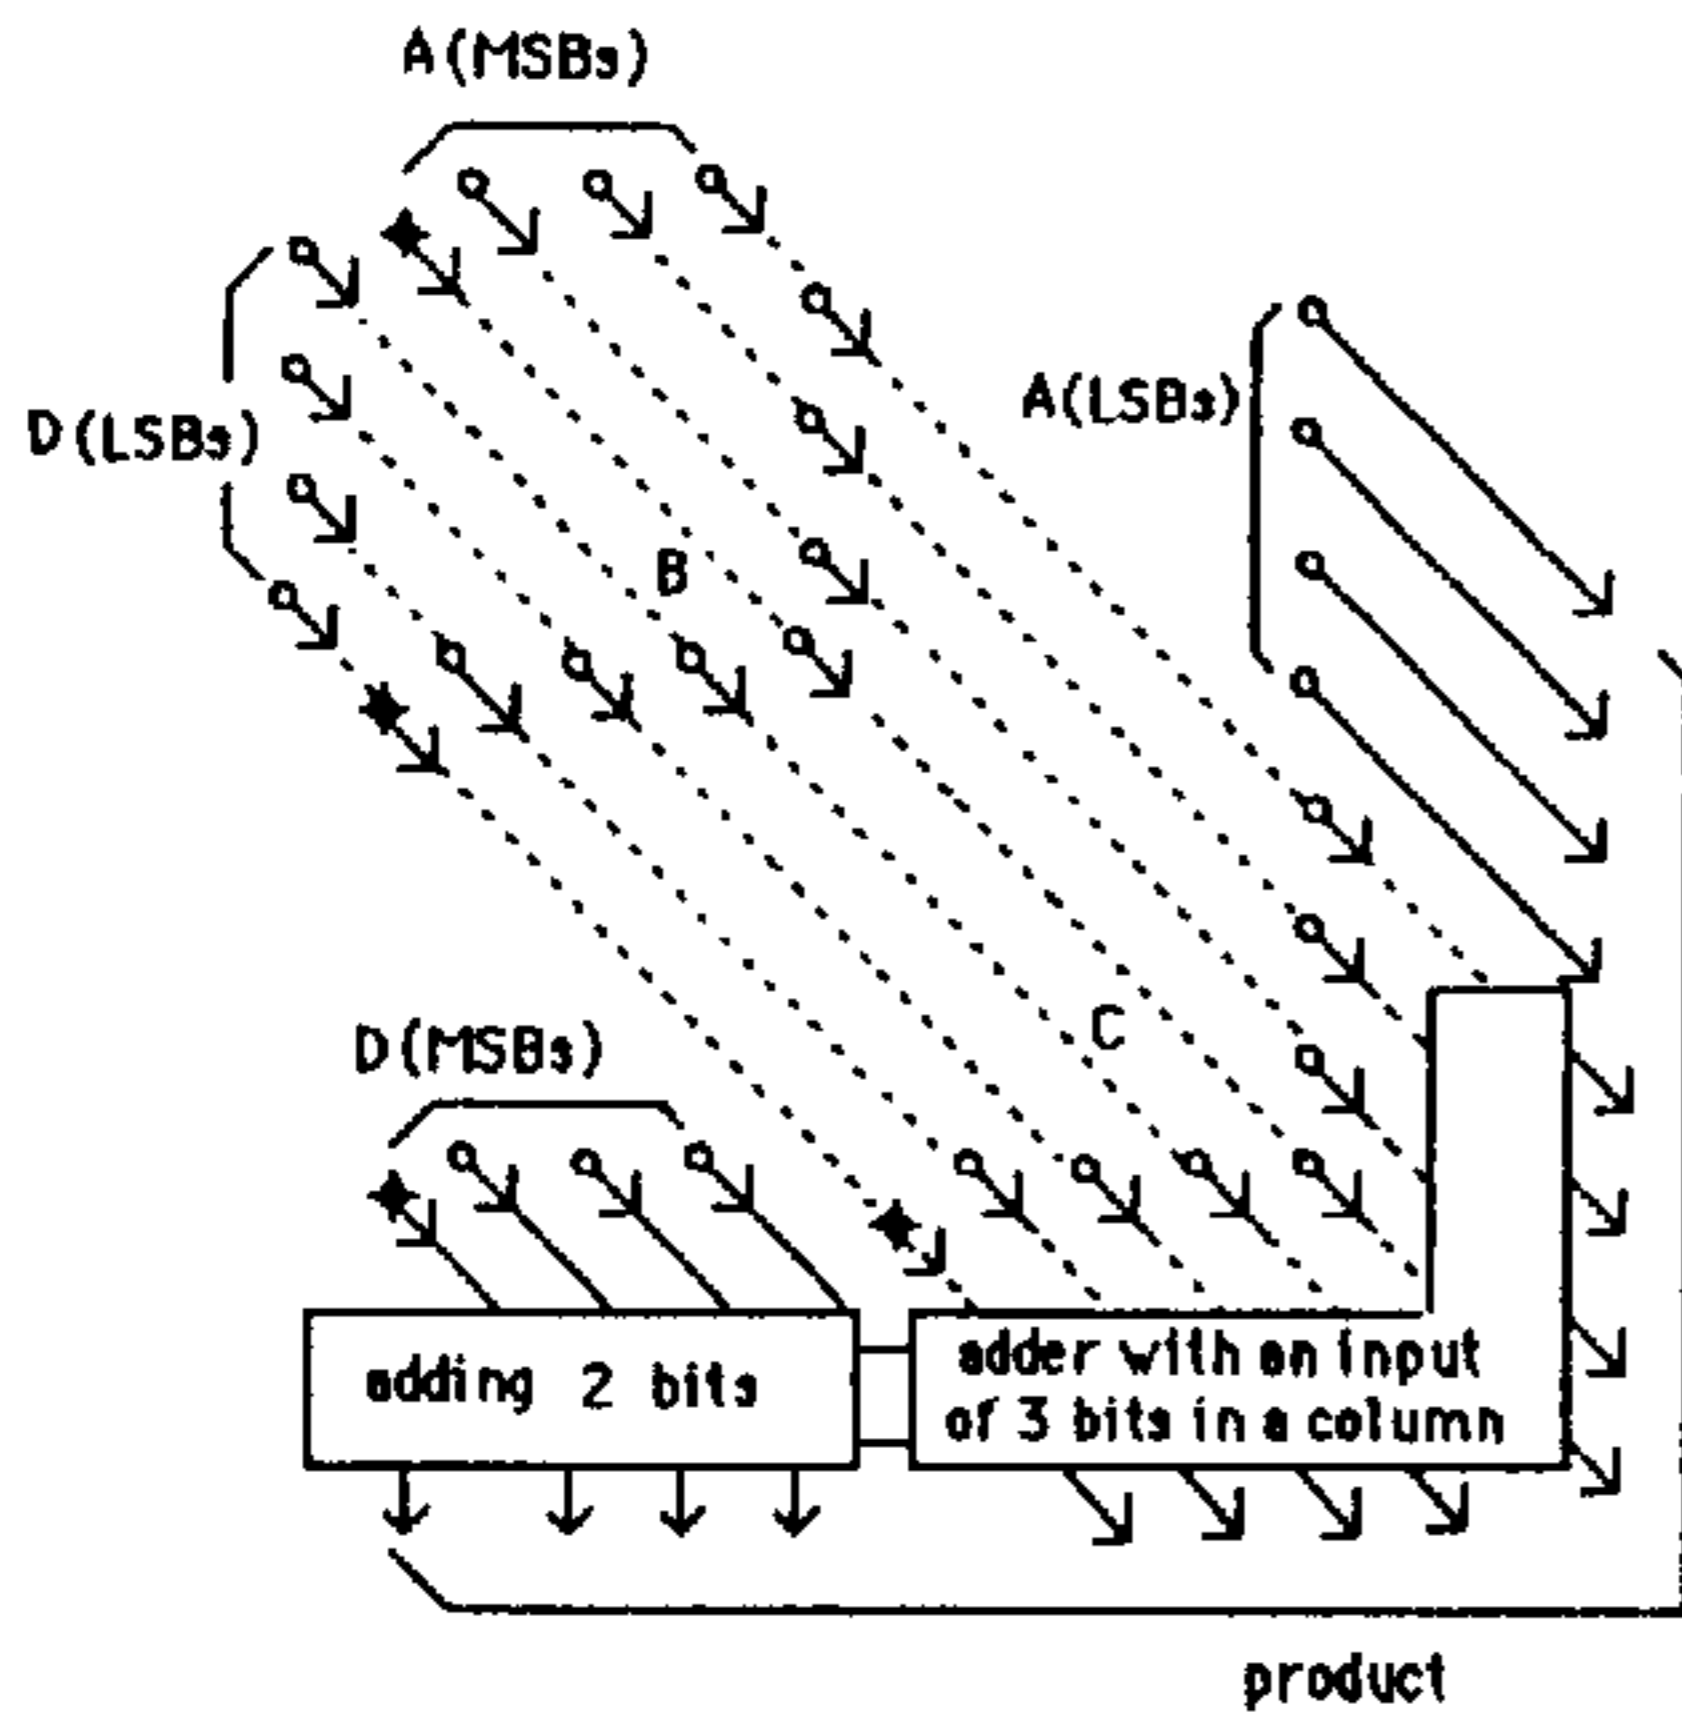 A(MSBs)
A(LSBs)
D(LSBs)
B
C
D(MSBs)
adding 2 bits
adder with an input
of 3 bits in a column
product